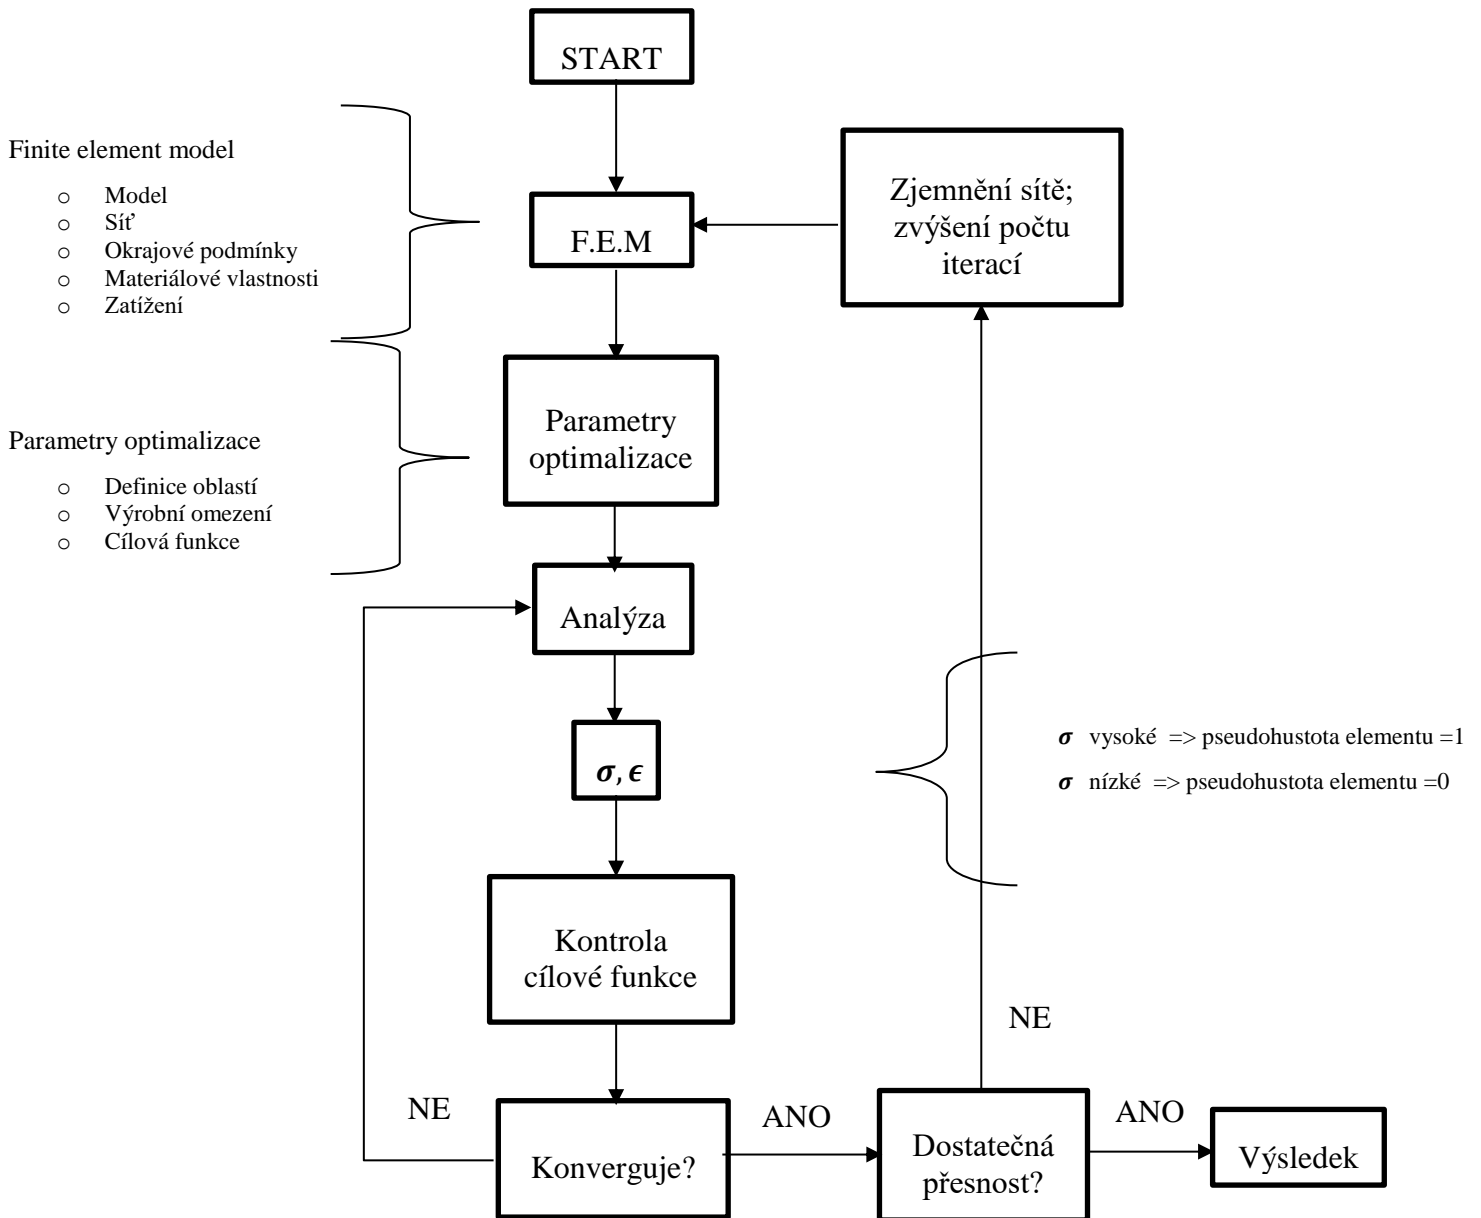 START
Finite element model
o Model
o Síť
o Okrajové podmínky
o Materiálové vlastnosti
o Zatížení
F.E.M
Zjemnění sítě;
zvýšení počtu
iterací
Parametry optimalizace
o Definice oblastí
o Výrobní omezení
o Cílová funkce
Parametry
optimalizace
Analýza
σ, ϵ
σ vysoké => pseudohustota elementu =1
σ nízké => pseudohustota elementu =0
Kontrola
cílové funkce
NE
NE
ANO
ANO
Konverguje?
Dostatečná
přesnost?
Výsledek